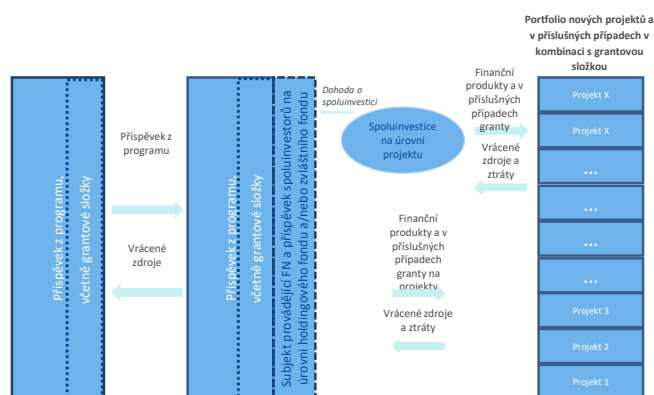 Portfolio nových projektů a
v příslušných případech v
kombinaci s grantovou
složkou
Příspěvek z programu,
včetně grantové složky
Příspěvek z
programu
Vrácené
zdroje
Příspěvek z programu,
včetně grantové složky
Subjekt provádějící FN a příspěvek spoluinvestorů na
úrovni holdingového fondu a/nebo zvláštního fondu
Dohoda o
spoluinvestici
Spoluinvestice
na úrovni
projektu
Finanční
produkty a v
příslušných
případech
granty
Vrácené
zdroje a
ztráty
Finanční
produkty a v
příslušných
případech
granty na
projekty
Vrácené zdroje
a ztráty
Projekt X
Projekt X
...
...
...
...
Projekt 3
Projekt 2
Projekt 1